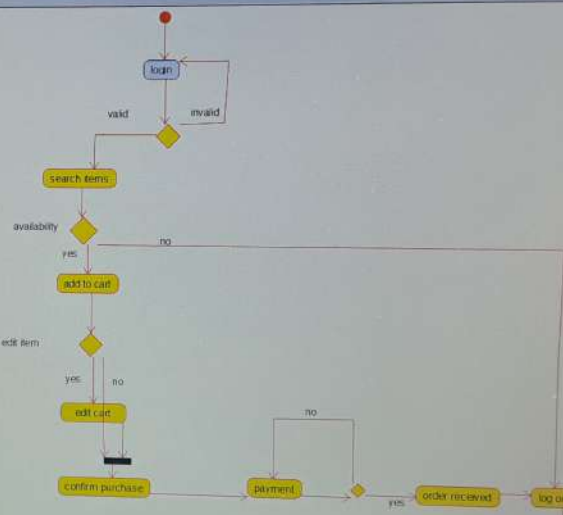 login
valid
invalid
search items
availability
no
yes
add to cart
edit item
yes
no
edit cart
no
confirm purchase
payment
yes
order received
log